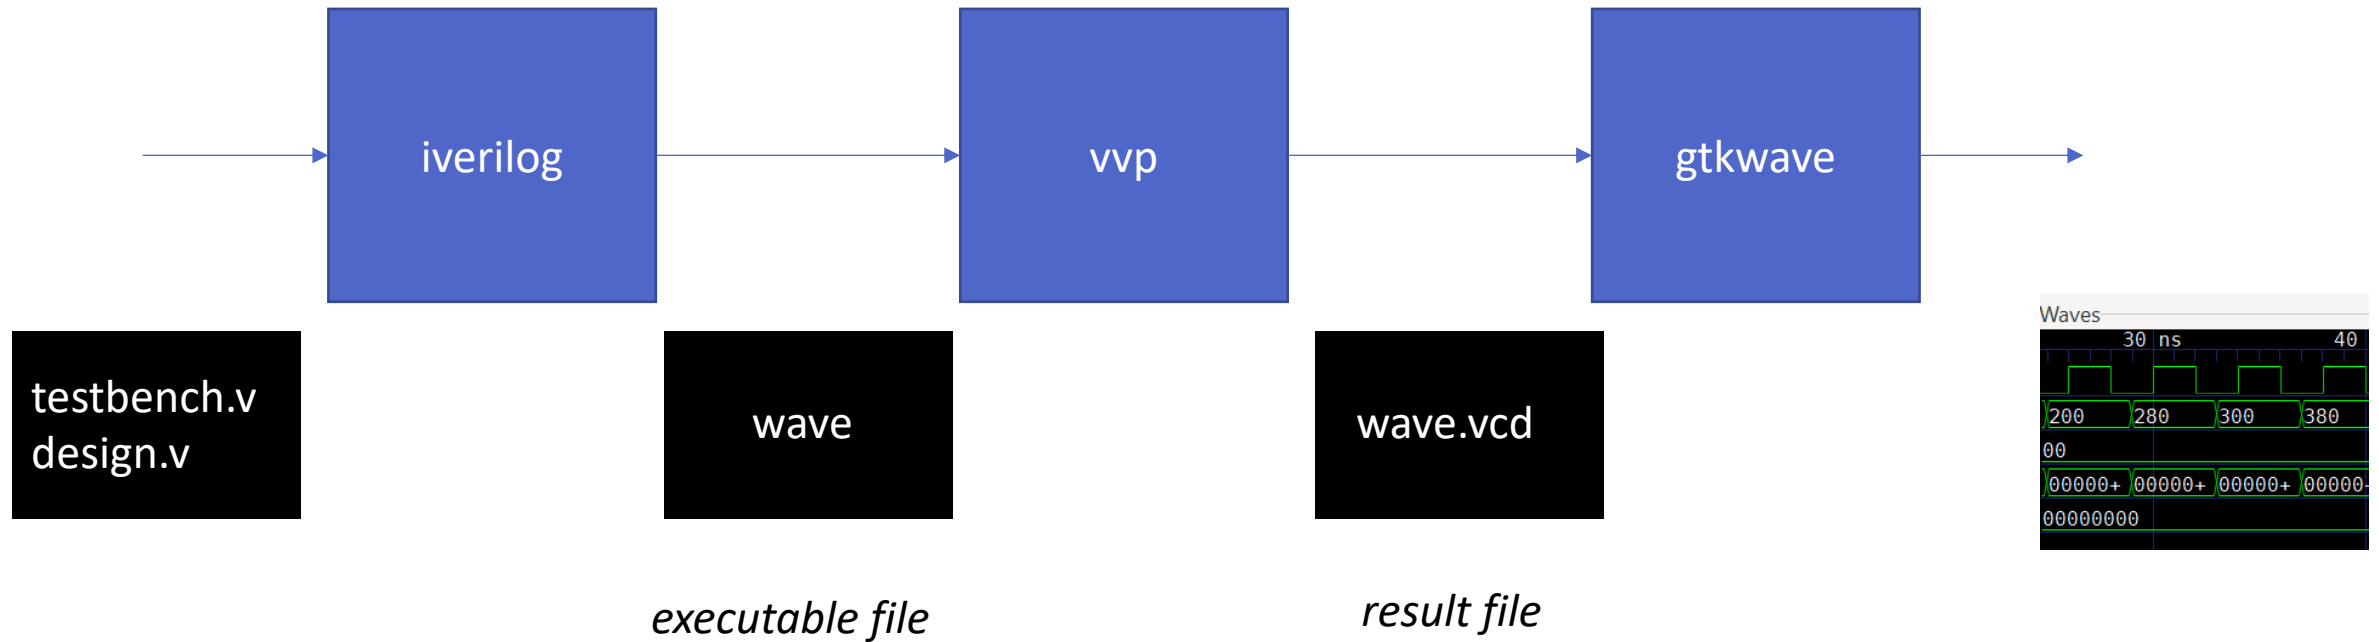 iverilog
vvp
gtkwave
testbench.v
design.v
wave
wave.vcd
Waves
30 ns 40
200 280 300 380
00
00000+ 00000+ 00000+ 00000
00000000
executable file
result file